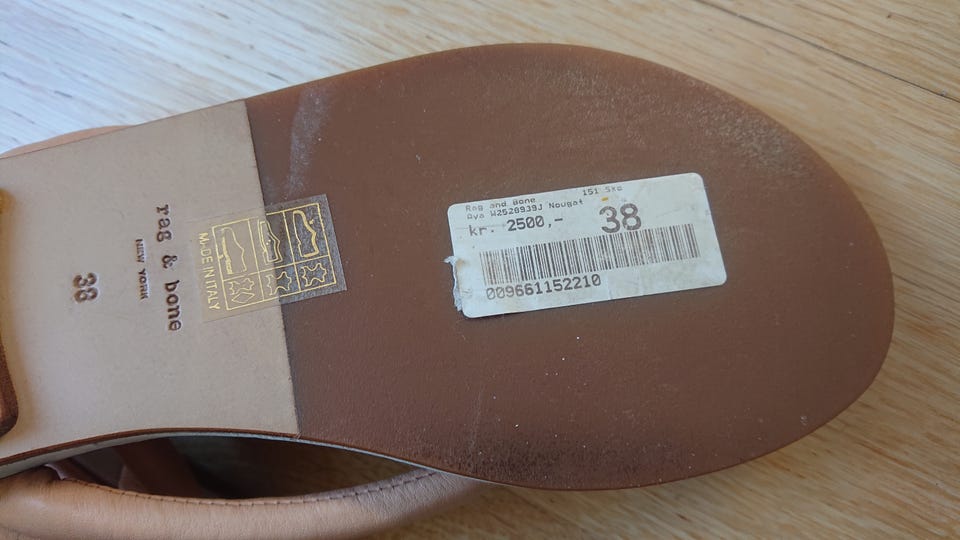 rag & bone
NEW YORK
38
MADE IN ITALY
Rag and Bone 151 Sko
Aya W2528939J Nougat
kr. 2500,- 38
009661152210